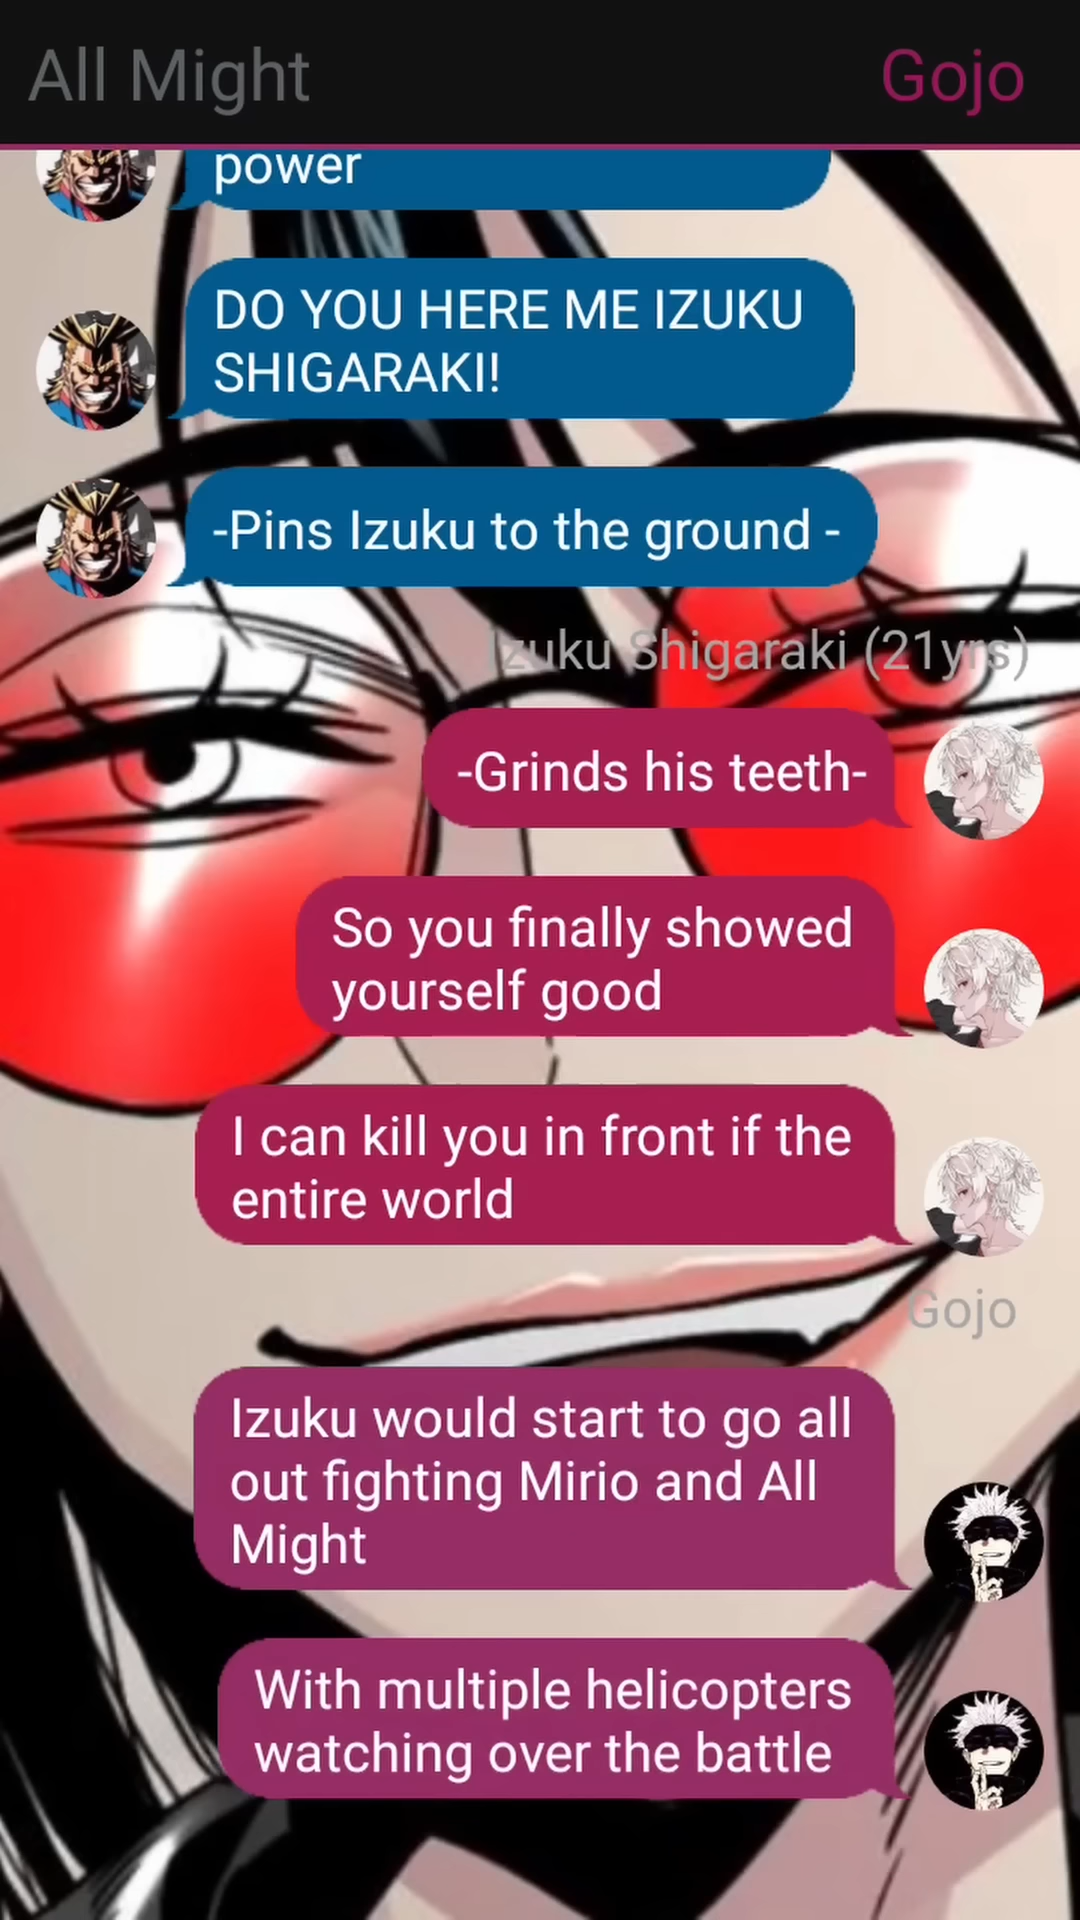 All Might
Gojo
power
DO YOU HERE ME IZUKU
SHIGARAKI!
-Pins Izuku to the ground -
Izuku Shigaraki (21yrs)
-Grinds his teeth-
So you finally showed
yourself good
I can kill you in front if the
entire world
Gojo
Izuku would start to go all
out fighting Mirio and All
Might
With multiple helicopters
watching over the battle